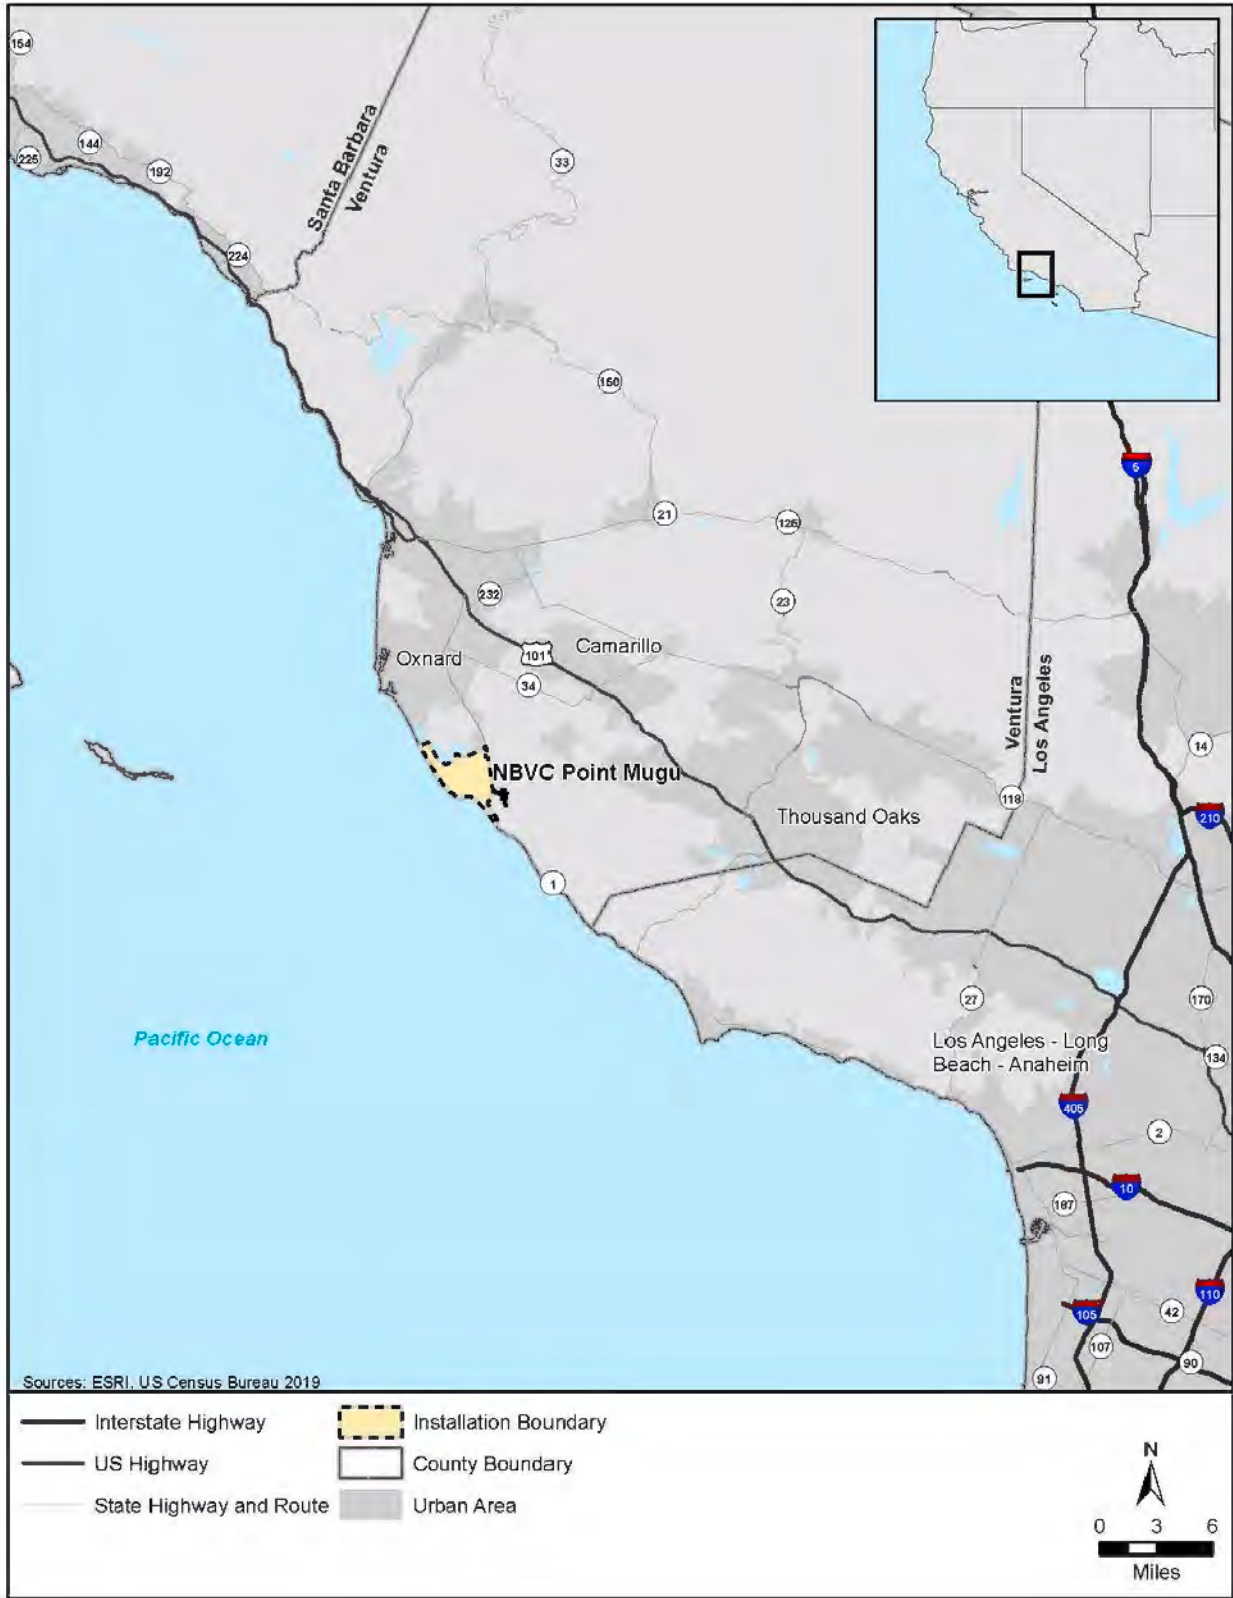 154
144
225
192
Santa Barbara
Ventura
33
224
150
5
21
126
232
23
Oxnard
101
Camarillo
34
Ventura
Los Angeles
14
NBVC Point Mugu
118
Thousand Oaks
210
1
27
170
Pacific Ocean
Los Angeles - Long
Beach - Anaheim
134
405
2
10
187
110
105
42
107
90
91
Sources: ESRI, US Census Bureau 2019
Interstate Highway
Installation Boundary
US Highway
County Boundary
State Highway and Route
Urban Area
N
0 3 6
Miles